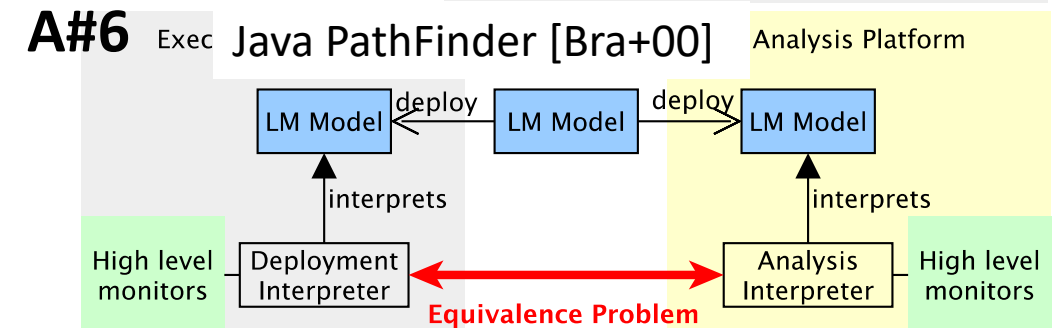 A#6
Exec
Java PathFinder [Bra+00]
Analysis Platform
LM Model
deploy
LM Model
deploy
LM Model
interprets
interprets
High level
monitors
Deployment
Interpreter
Analysis
Interpreter
High level
monitors
Equivalence Problem